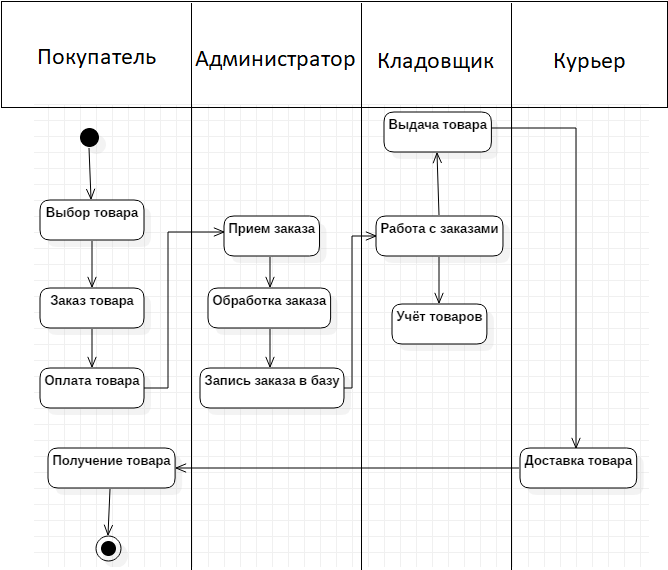 Покупатель
Администратор
Кладовщик
Курьер
Выдача товара
Выбор товара
Прием заказа
Работа с заказами
Заказ товара
Обработка заказа
Учёт товаров
Оплата товара
Запись заказа в базу
Получение товара
Доставка товара